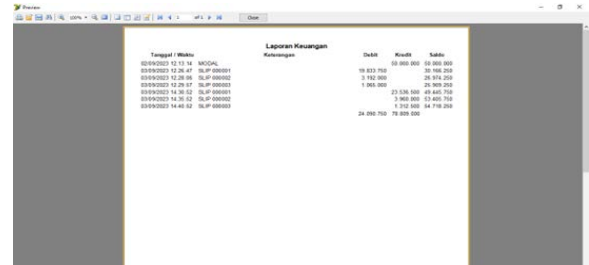 Preview
100%
1 of 1
Close
Laporan Keuangan
Tanggal / Waktu Keterangan Debit Kredit Saldo
02/09/2023 12.13.14 MODAL 50.000.000 50.000.000
03/09/2023 12.26.47 SLIP 000001 19.833.750 30.166.250
03/09/2023 12.28.06 SLIP 000002 3.192.000 26.974.250
03/09/2023 12.29.57 SLIP 000003 1.065.000 25.909.250
03/09/2023 14.30.52 SLIP 000001 23.536.500 49.445.750
03/09/2023 14.35.52 SLIP 000002 3.960.000 53.405.750
03/09/2023 14.40.52 SLIP 000003 1.312.500 54.718.250
24.090.750 78.809.000